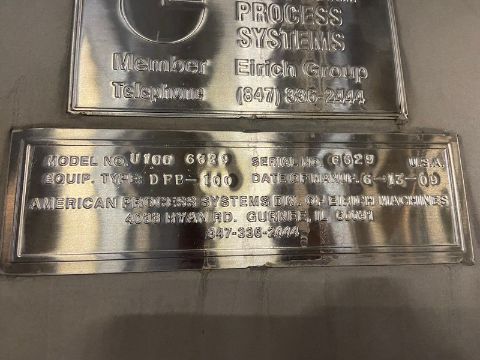 PROCESS
SYSTEMS
Member Eirich Group
Telephone (847) 336-2444
MODEL NO. U100 6629 SERIAL NO. 6629 U.S.A.
EQUIP. TYPE: DPB-100 DATE OF MANUF. 6-13-09
AMERICAN PROCESS SYSTEMS DIV. OF EIRICH MACHINES
RYAN RD. GURNEE, IL
847-336-2444